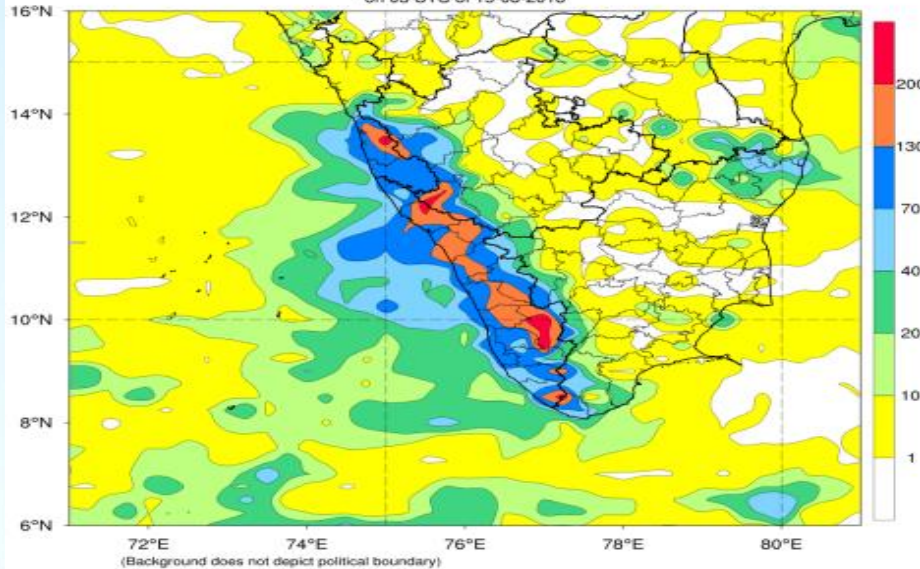 16°N
14°N
12°N
10°N
8°N
6°N
72°E 74°E 76°E 78°E 80°E
200
130
70
40
20
10
1
(Background does not depict political boundary)